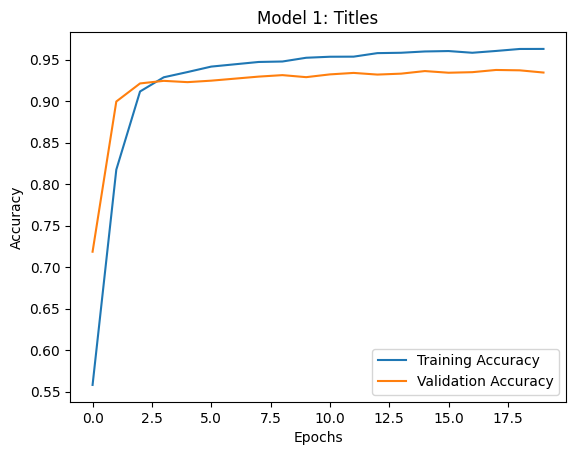 Model 1: Titles
Accuracy
0.95
0.90
0.85
0.80
0.75
0.70
0.65
0.60
0.55
Training Accuracy
Validation Accuracy
0.0 2.5 5.0 7.5 10.0 12.5 15.0 17.5
Epochs